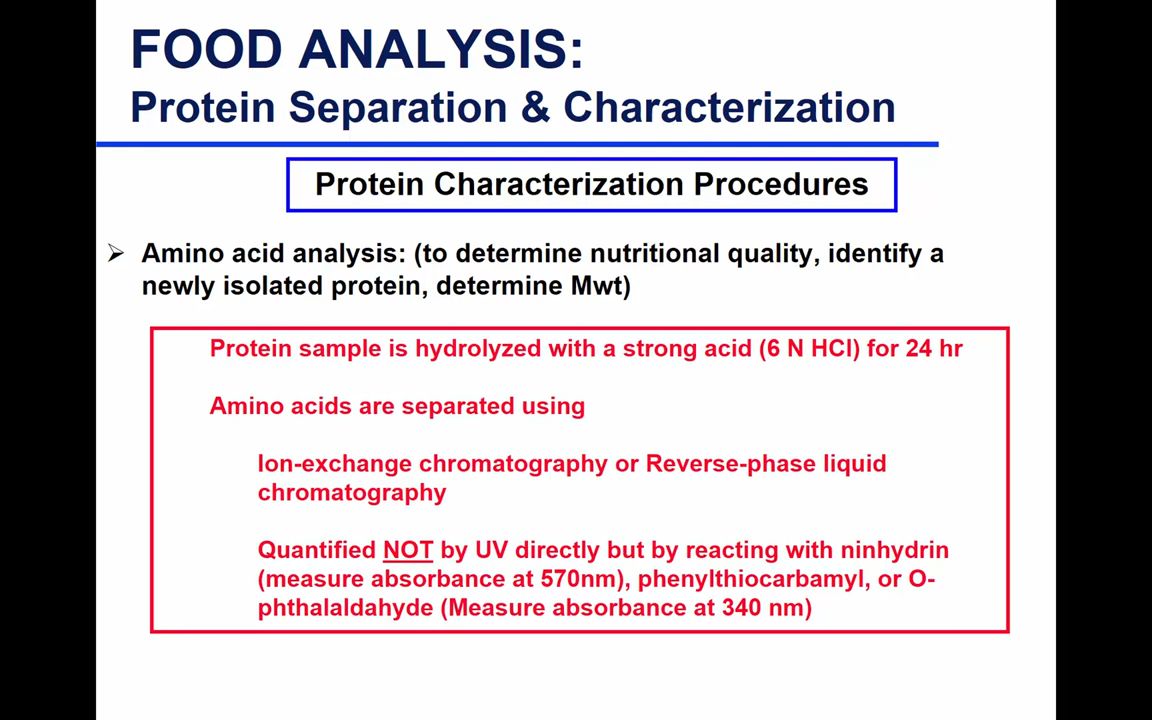 FOOD ANALYSIS:
Protein Separation & Characterization
Protein Characterization Procedures
➢ Amino acid analysis: (to determine nutritional quality, identify a
newly isolated protein, determine Mwt)
Protein sample is hydrolyzed with a strong acid (6 N HCl) for 24 hr
Amino acids are separated using
Ion-exchange chromatography or Reverse-phase liquid
chromatography
Quantified NOT by UV directly but by reacting with ninhydrin
(measure absorbance at 570nm), phenylthiocarbamyl, or O-
phthalaldahyde (Measure absorbance at 340 nm)